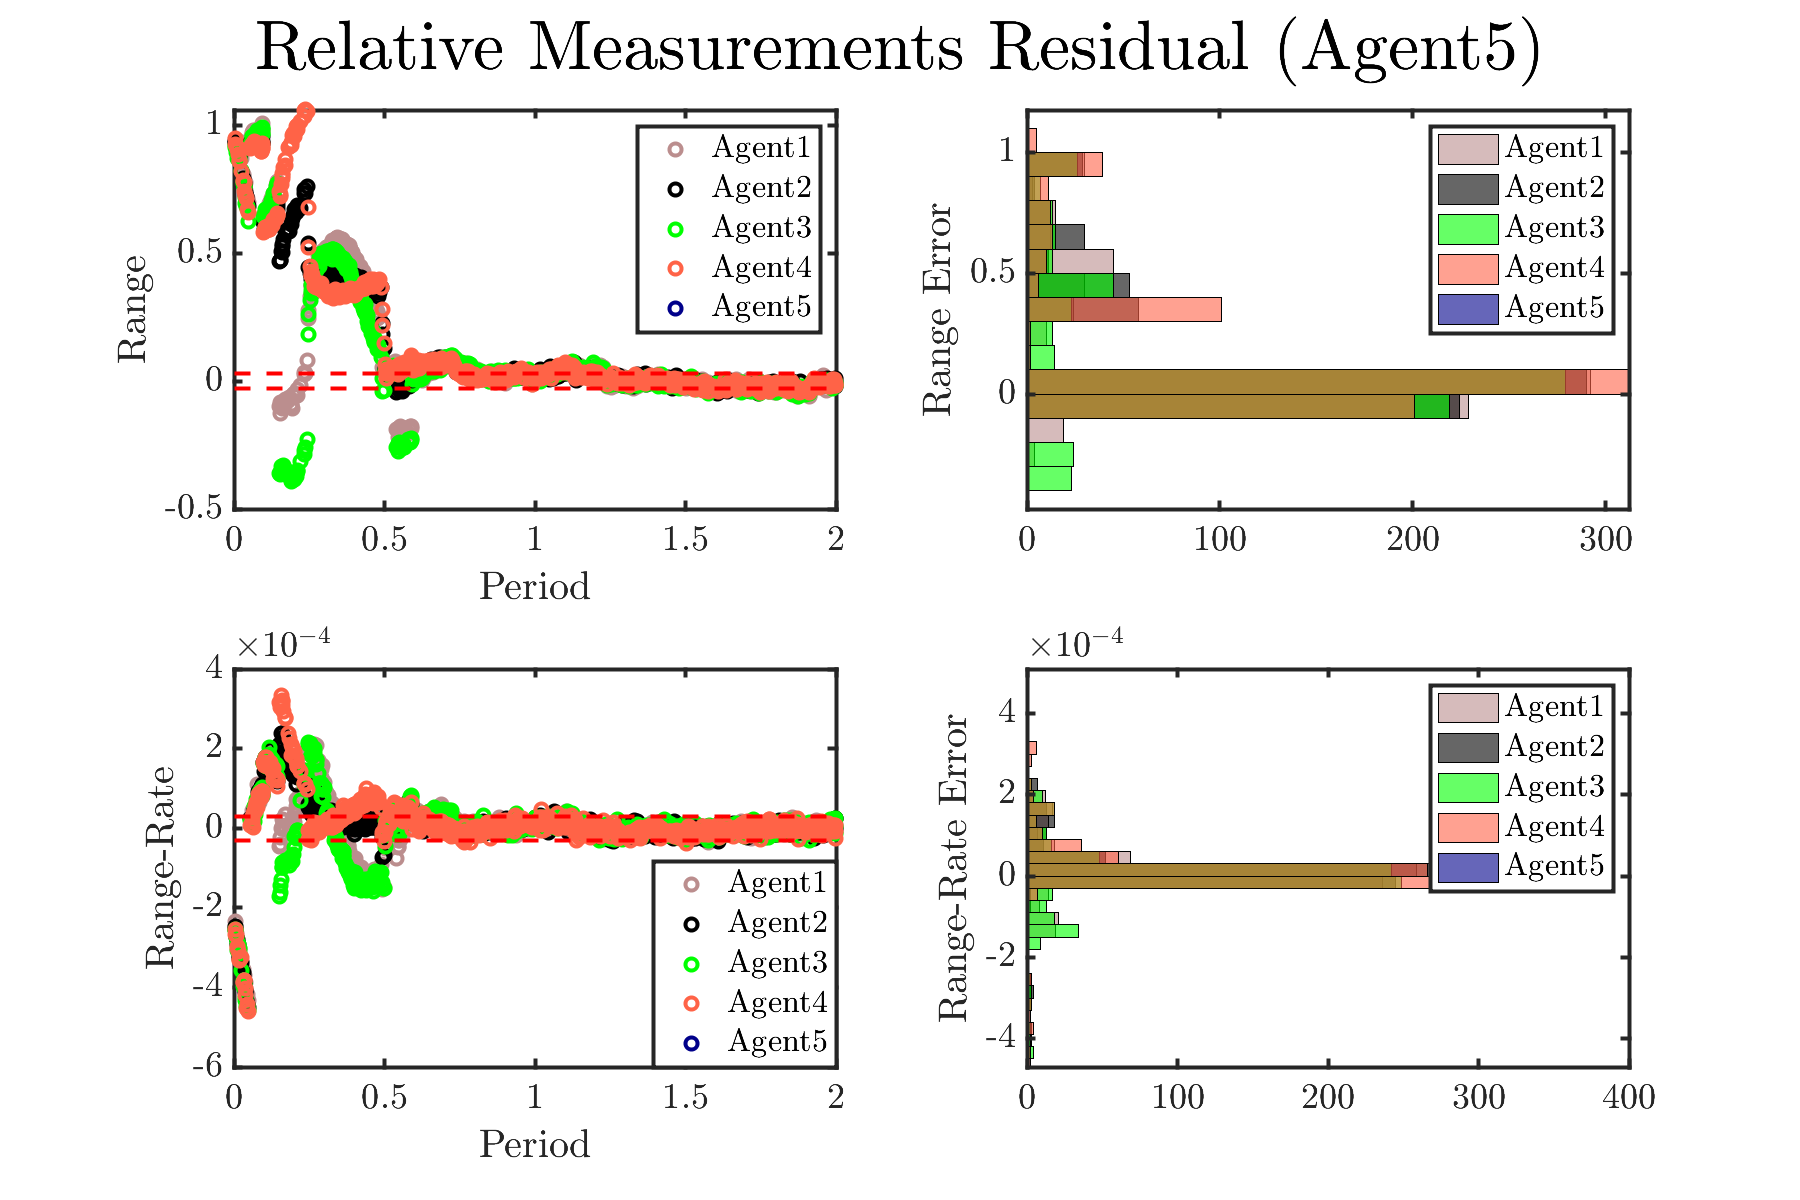 Relative Measurements Residual (Agent5)
1
0.5
0
-0.5
0
0.5
1
1.5
2
Range
Period
Agent1
Agent2
Agent3
Agent4
Agent5
1
0.5
0
0
100
200
300
Range Error
Agent1
Agent2
Agent3
Agent4
Agent5
×10⁻⁴
4
2
0
-2
-4
-6
0
0.5
1
1.5
2
Range-Rate
Period
Agent1
Agent2
Agent3
Agent4
Agent5
×10⁻⁴
4
2
0
-2
-4
0
100
200
300
400
Range-Rate Error
Agent1
Agent2
Agent3
Agent4
Agent5